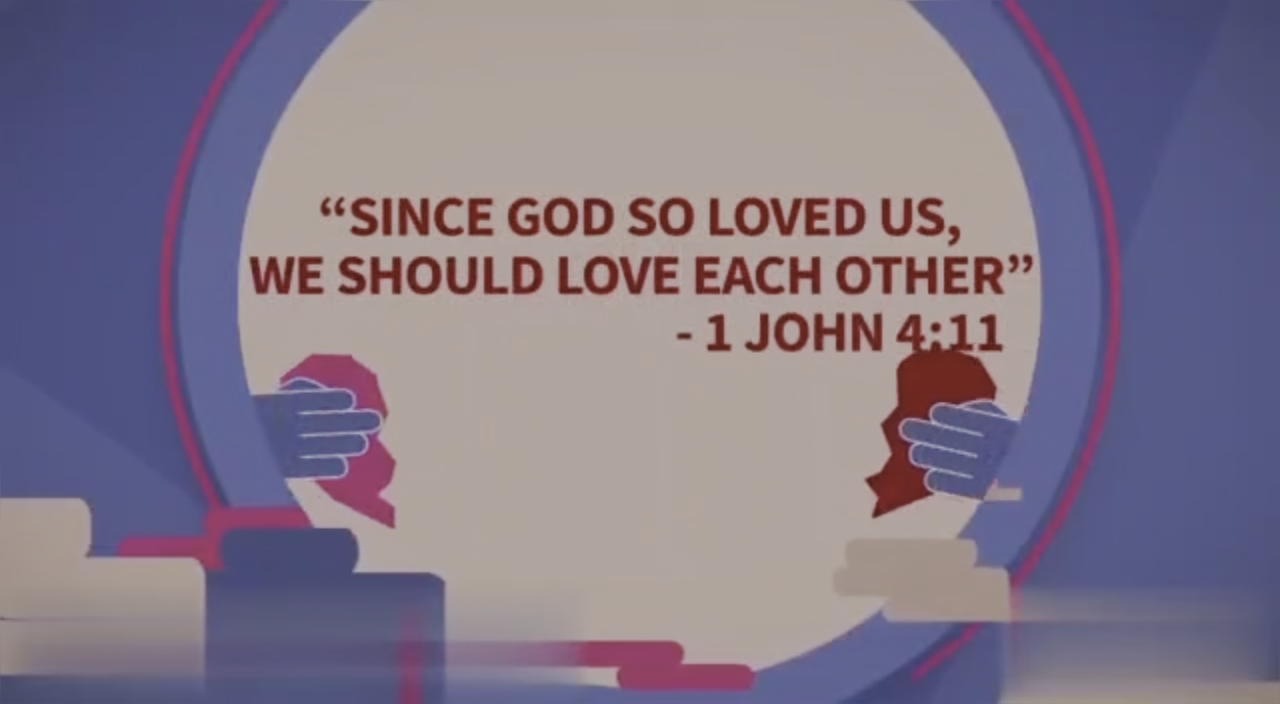 “SINCE GOD SO LOVED US,
WE SHOULD LOVE EACH OTHER”
- 1 JOHN 4:11